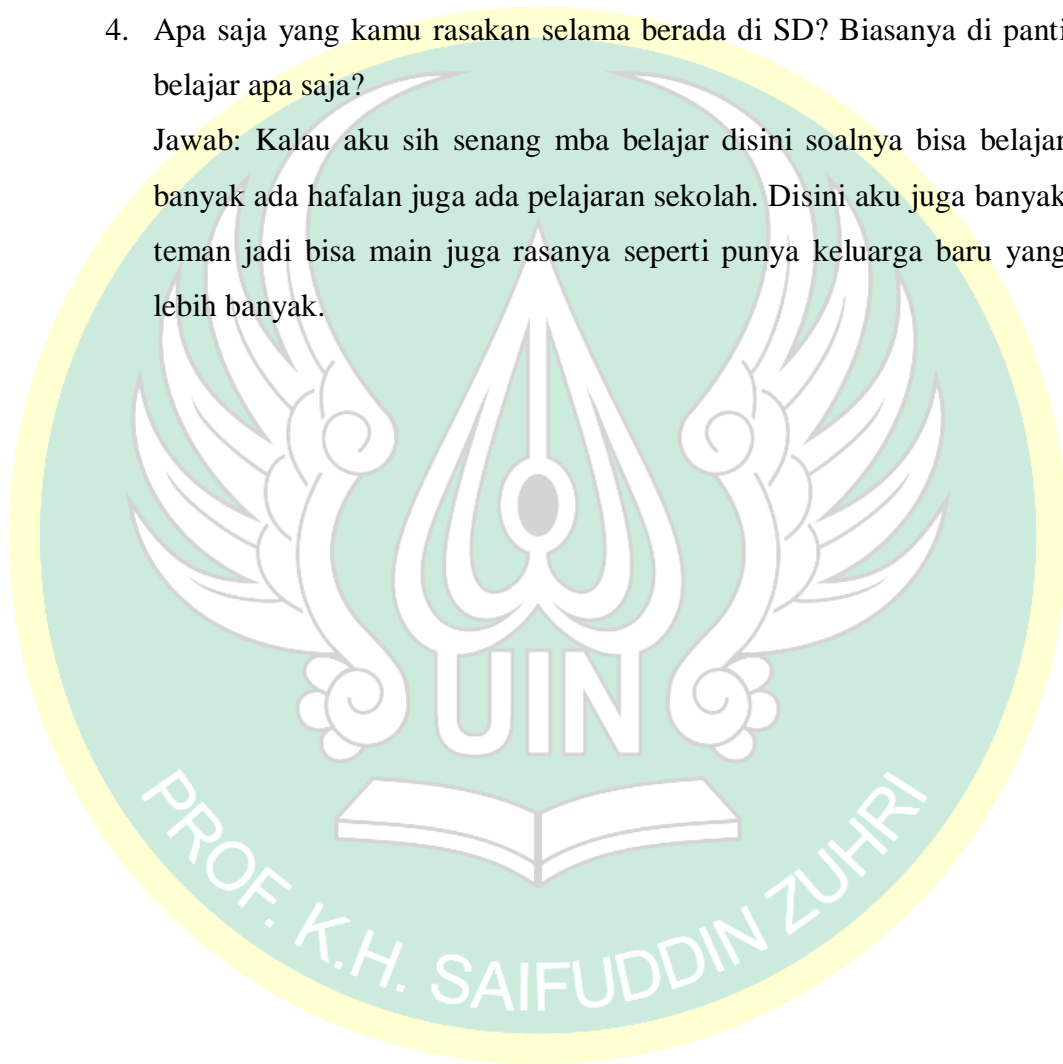 4. Apa saja yang kamu rasakan selama berada di SD? Biasanya di panti
belajar apa saja?
Jawab: Kalau aku sih senang mba belajar disini soalnya bisa belajar
banyak ada hafalan juga ada pelajaran sekolah. Disini aku juga banyak
teman jadi bisa main juga rasanya seperti punya keluarga baru yang
lebih banyak.
UIN
PROF. K.H. SAIFUDDIN ZUHRI